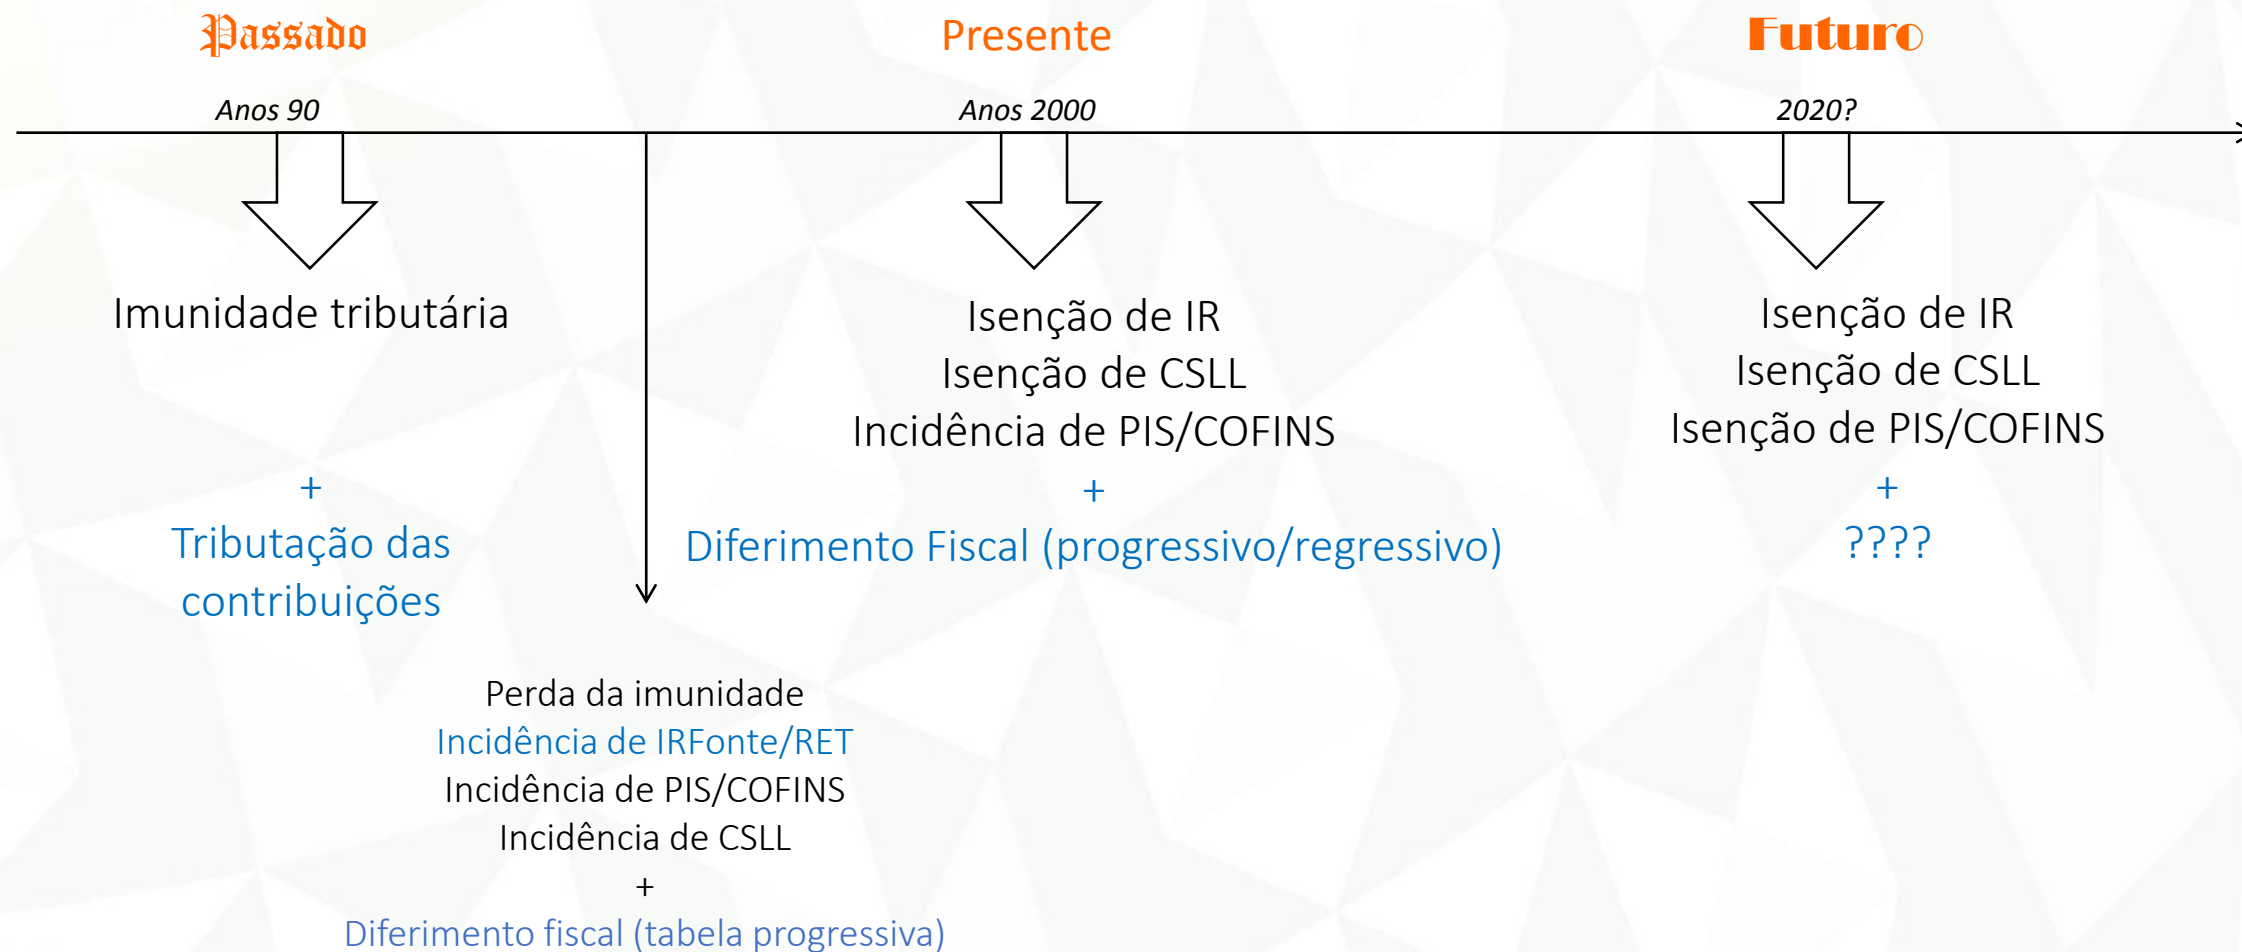 Passado
Presente
Futuro
Anos 90
Anos 2000
2020?
Imunidade tributária
+
Tributação das
contribuições
Perda da imunidade
Incidência de IRFonte/RET
Incidência de PIS/COFINS
Incidência de CSLL
+
Diferimento fiscal (tabela progressiva)
Isenção de IR
Isenção de CSLL
Incidência de PIS/COFINS
+
Diferimento Fiscal (progressivo/regressivo)
Isenção de IR
Isenção de CSLL
Isenção de PIS/COFINS
+
????